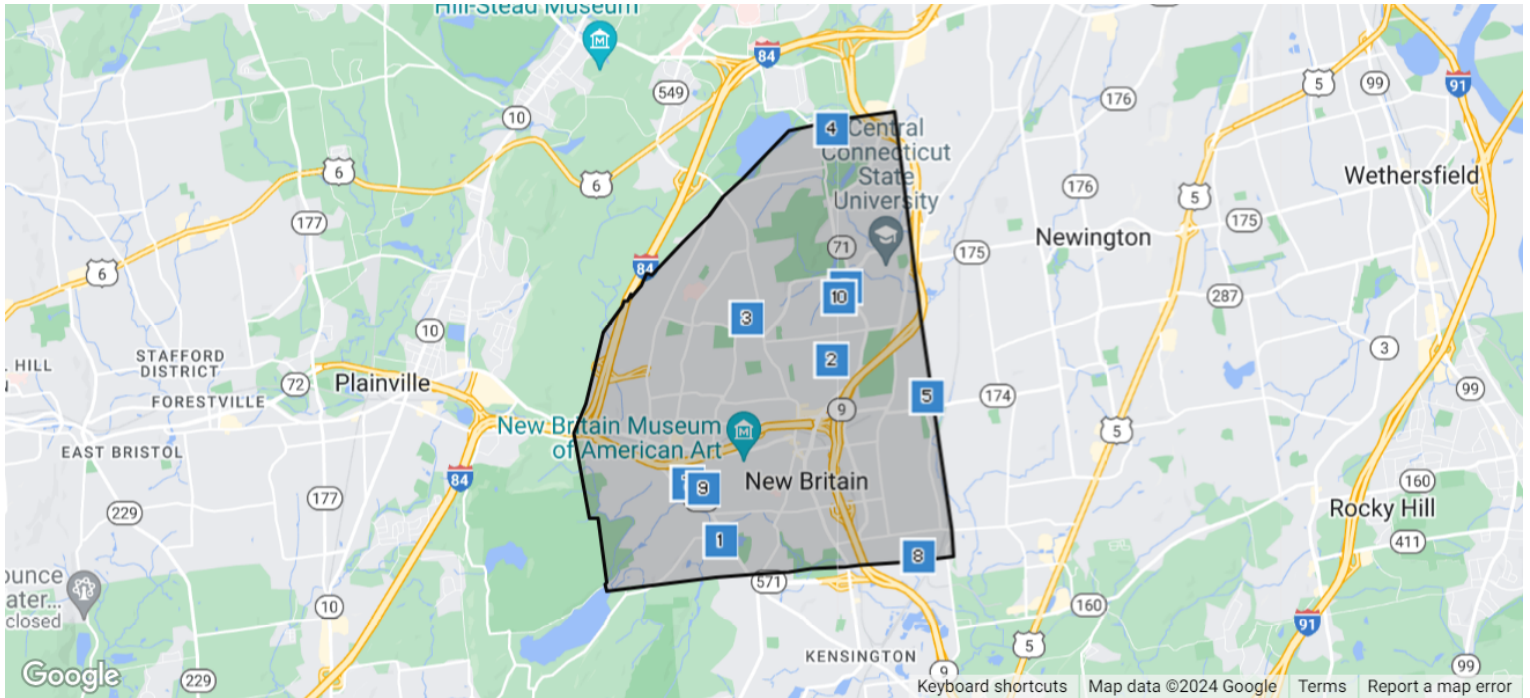 Hill-Stead Museum
84
91
5
99
549
176
10
4
Central
Connecticut
State
University
6
6
Wethersfield
176
5
177
175
71
Newington
175
6
84
10
287
10
3
3
STAFFORD
DISTRICT
HILL
2
72
Plainville
99
FORESTVILLE
5
174
9
New Britain Museum
of American Art
5
EAST BRISTOL
84
New Britain
9
160
177
229
Rocky Hill
1
411
8
571
10
160
91
closed
5
KENSINGTON
9
99
229
Google
Keyboard shortcuts
Map data ©2024 Google
Terms
Report a map error